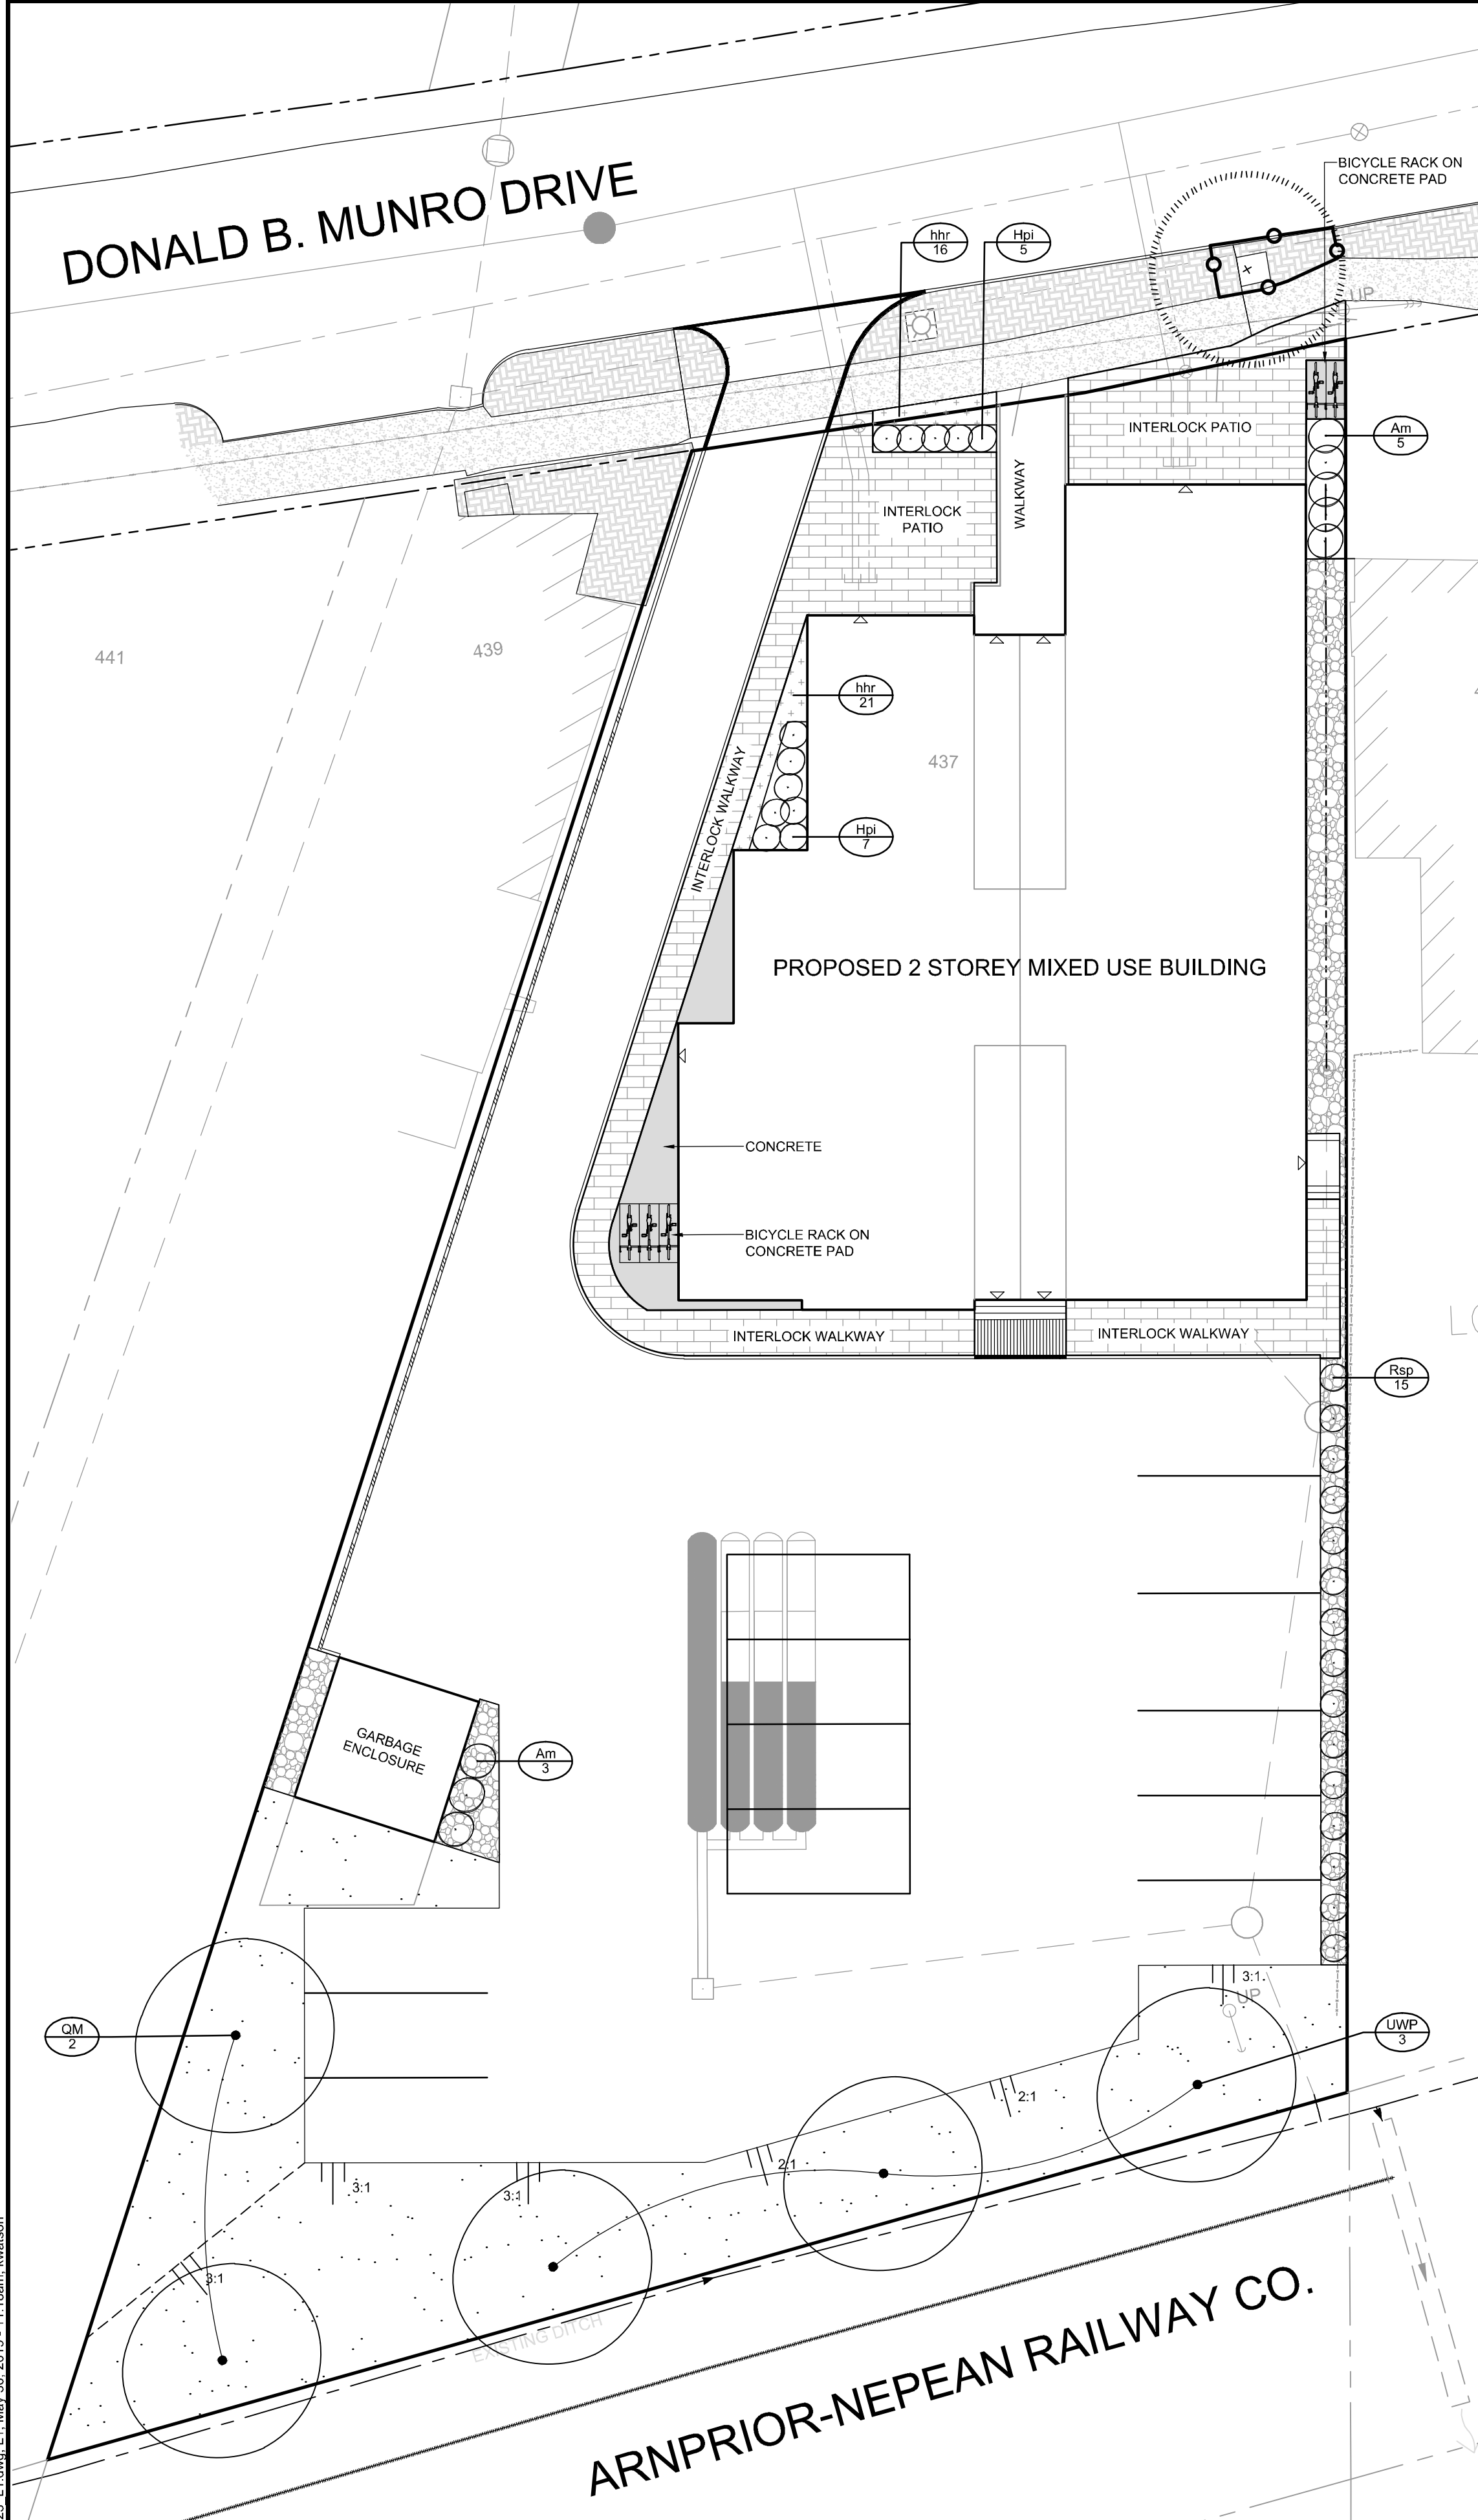 DONALD B. MUNRO DRIVE
BICYCLE RACK ON
CONCRETE PAD
hhr
16
Hpi
5
UP
Am
5
INTERLOCK PATIO
INTERLOCK
PATIO
WALKWAY
441
439
hhr
21
437
INTERLOCK WALKWAY
Hpi
7
PROPOSED 2 STOREY MIXED USE BUILDING
CONCRETE
BICYCLE RACK ON
CONCRETE PAD
INTERLOCK WALKWAY
INTERLOCK WALKWAY
Rsp
15
GARBAGE
ENCLOSURE
Am
3
3:1
UP
QM
2
UWP
3
2:1
2:1
3:1
3:1
3:1
EXISTING DITCH
ARNPRIOR-NEPEAN RAILWAY CO.